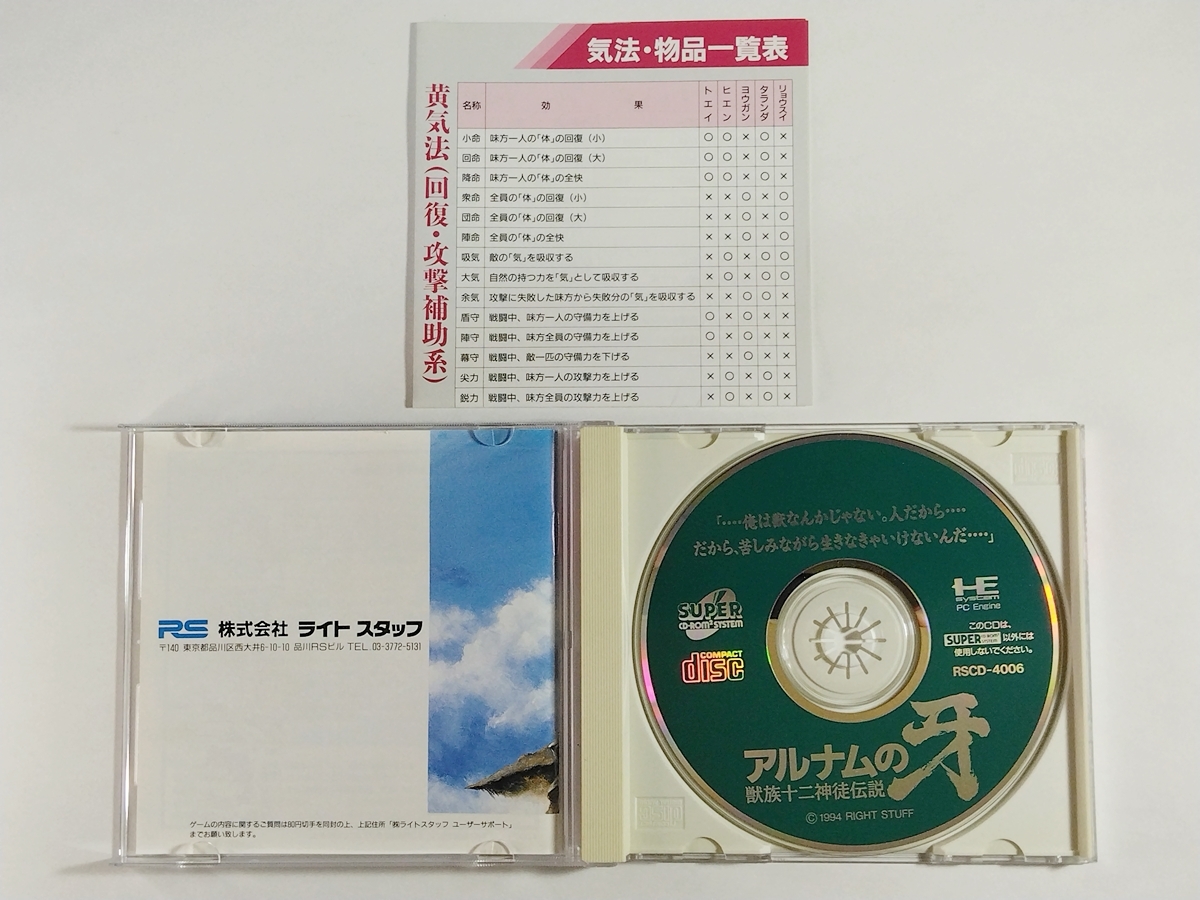 気法・物品一覧表
黄気法(回復・攻撃補助系)
名称 効果 トエイ ヒエン ヨウガン タランダ リョウスイ
小命 味方一人の「体」の回復(小) ○ ○ × ○ ×
回命 味方一人の「体」の回復(大) ○ ○ × ○ ×
降命 味方一人の「体」の全快 ○ ○ × ○ ×
衆命 全員の「体」の回復(小) × × ○ × ○
団命 全員の「体」の回復(大) × × ○ × ○
陣命 全員の「体」の全快 × × ○ × ○
吸気 敵の「気」を吸収する × ○ × ○ ○
大気 自然の持つ力を「気」として吸収する × ○ × ○ ○
余気 攻撃に失敗した味方から失敗分の「気」を吸収する × × ○ ○ ×
盾守 戦闘中、味方一人の守備力を上げる ○ × ○ × ×
陣守 戦闘中、味方全員の守備力を上げる ○ × ○ × ×
幕守 戦闘中、敵一匹の守備力を下げる × × ○ × ×
尖力 戦闘中、味方一人の攻撃力を上げる × ○ × ○ ×
鋭力 戦闘中、味方全員の攻撃力を上げる × ○ × ○ ×
RS 株式会社 ライト スタッフ
〒140 東京都品川区西大井6-10-10 品川RSビル TEL. 03-3772-5131
ゲームの内容に関するご質問は80円切手を同封の上、上記住所「㈱ライトスタッフ ユーザーサポート」
までお願い致します。
「‥‥俺は獣なんかじゃない。人だから‥‥
だから、苦しみながら生きなきゃいけないんだ‥‥」
SUPER
CD-ROM² SYSTEM
COMPACT
disc
HE
system
PC Engine
このCDは、
SUPER CD-ROM² SYSTEM 以外には
使用しないでください。
RSCD-4006
アルナムの牙
獣族十二神徒伝説
©1994 RIGHT STUFF